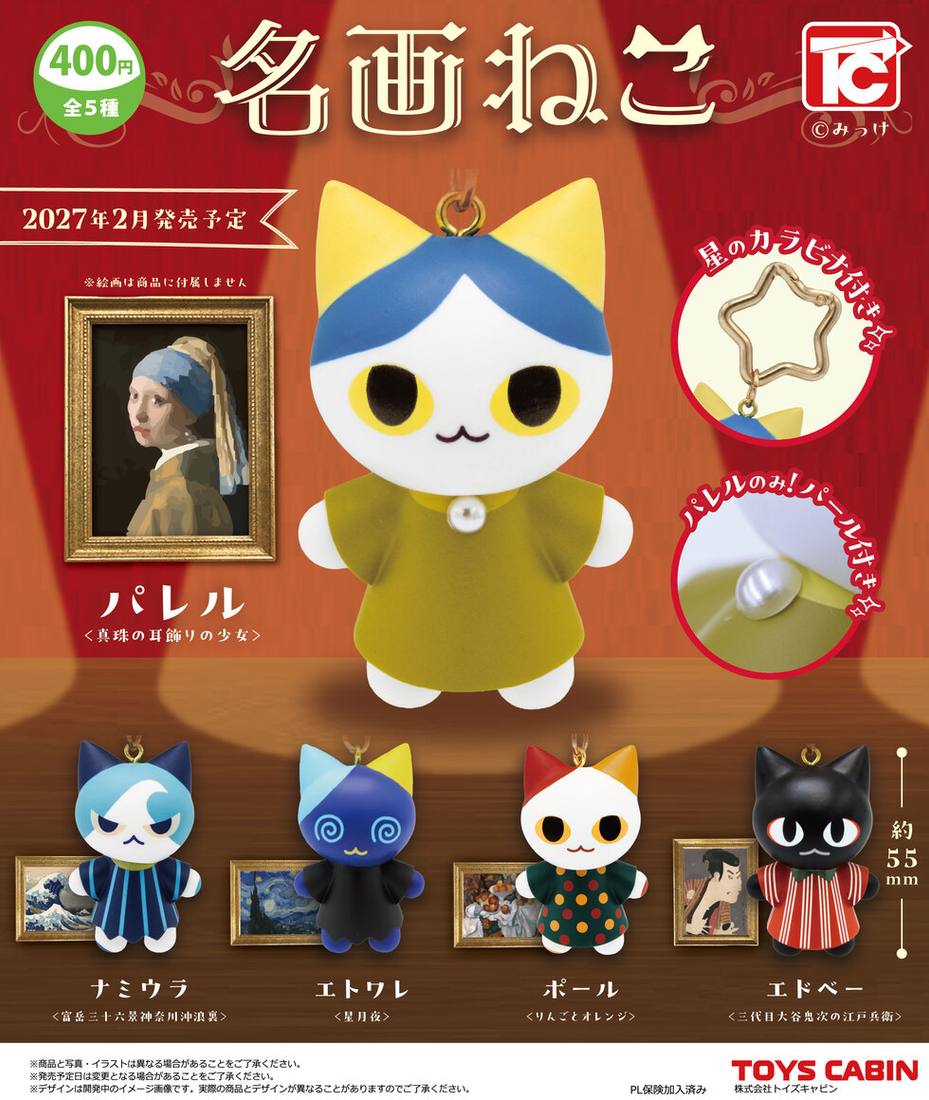 400円
全5種
名画ねこ
TC
©みっけ
2027年2月発売予定
※絵画は商品に付属しません
星のカラビナ付き
パレルのみ!パール付き
パレル
<真珠の耳飾りの少女>
約
55
mm
ナミウラ
<富岳三十六景神奈川沖浪裏>
エトワレ
<星月夜>
ポール
<りんごとオレンジ>
エドベー
<三代目大谷鬼次の江戸兵衛>
※商品と写真・イラストは異なる場合があることをご了承ください。
※発売予定日は変更となる場合があることをご了承ください。
※デザインは開発中のイメージ画像です。実際の商品とデザインが異なることがありますのでご了承ください。
PL保険加入済み
TOYS CABIN
株式会社トイズキャビン